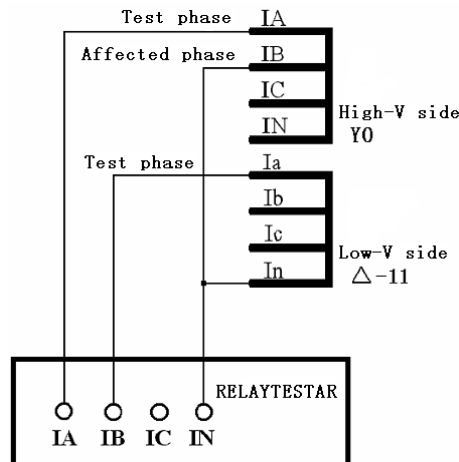 Test phase IA
Affected phase IB
IC
High-V side
IN
Y0
Test phase Ia
Ib
Ic
Low-V side
In
△-11
RELAYTESTAR
IA IB IC IN